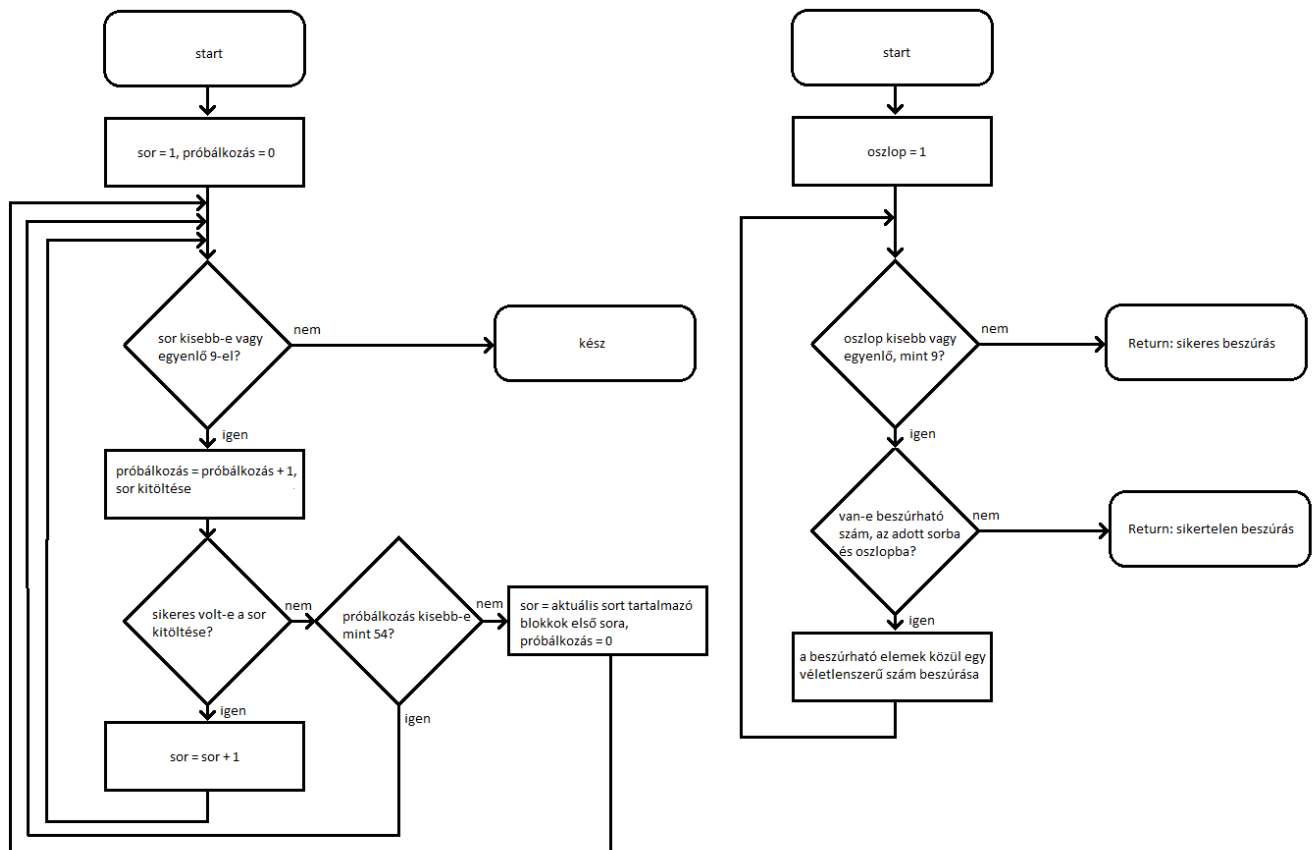 start
sor = 1, próbálkozás = 0
sor kisebb-e vagy
egyenlő 9-el?
nem
kész
igen
próbálkozás = próbálkozás + 1,
sor kitöltése
sikeres volt-e a sor
kitöltése?
nem
próbálkozás kisebb-e
mint 54?
nem
sor = aktuális sort tartalmazó
blokkok első sora,
próbálkozás = 0
igen
igen
sor = sor + 1
start
oszlop = 1
oszlop kisebb vagy
egyenlő, mint 9?
nem
Return: sikeres beszúrás
igen
van-e beszúrható
szám, az adott sorba
és oszlopba?
nem
Return: sikertelen beszúrás
igen
a beszúrható elemek közül egy
véletlenszerű szám beszúrása